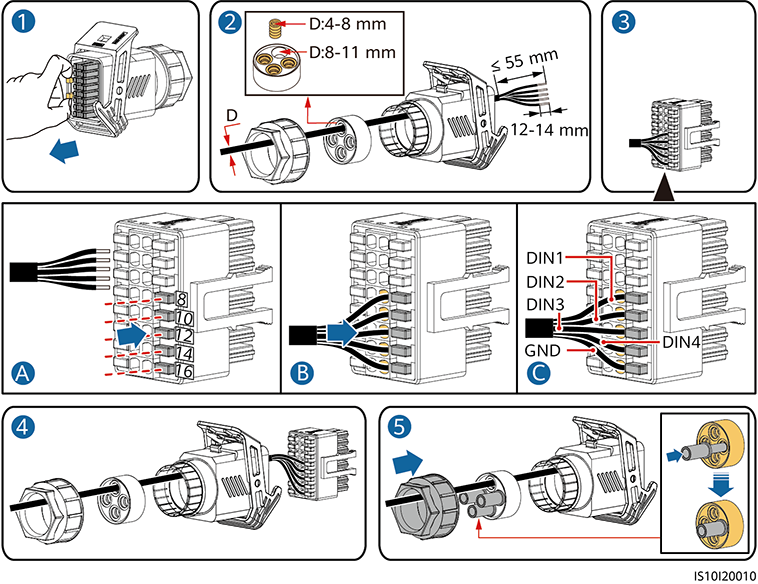 1
2
3
D:4-8 mm
D:8-11 mm
≤ 55 mm
D
12-14 mm
8
10
12
14
16
A
B
DIN1
DIN2
DIN3
DIN4
GND
C
4
5
IS10I20010